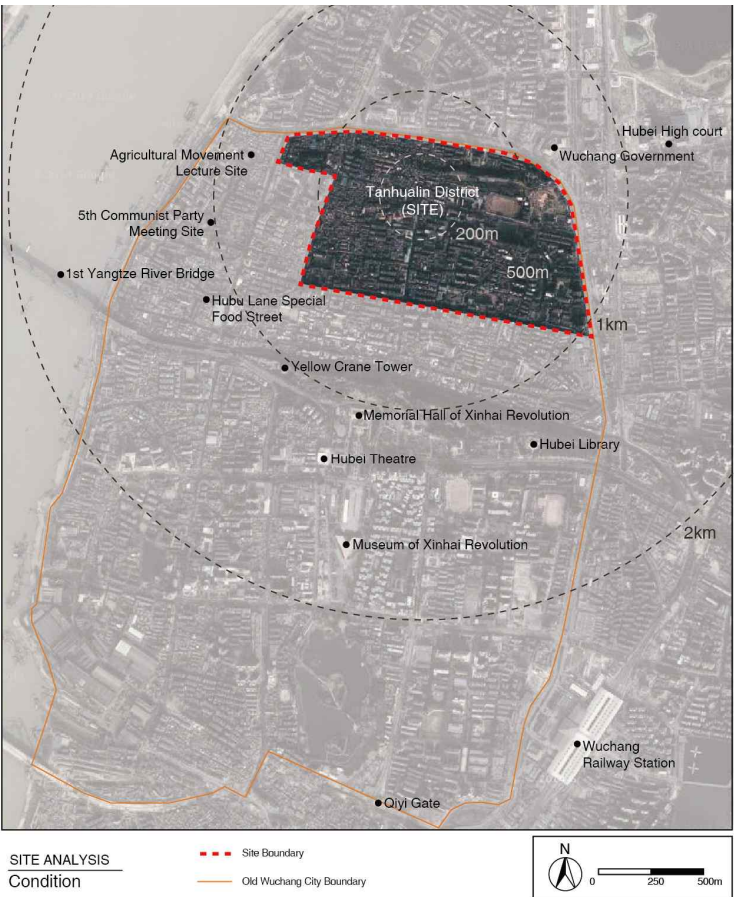 Hubei High court
Agricultural Movement
Lecture Site
Wuchang Government
Tanhualin District
(SITE)
5th Communist Party
Meeting Site
200m
500m
1st Yangtze River Bridge
Hubu Lane Special
Food Street
1km
Yellow Crane Tower
Memorial Hall of Xinhai Revolution
Hubei Library
Hubei Theatre
2km
Museum of Xinhai Revolution
Wuchang
Railway Station
Qiyi Gate
SITE ANALYSIS
Condition
Site Boundary
Old Wuchang City Boundary
N
0 250 500m